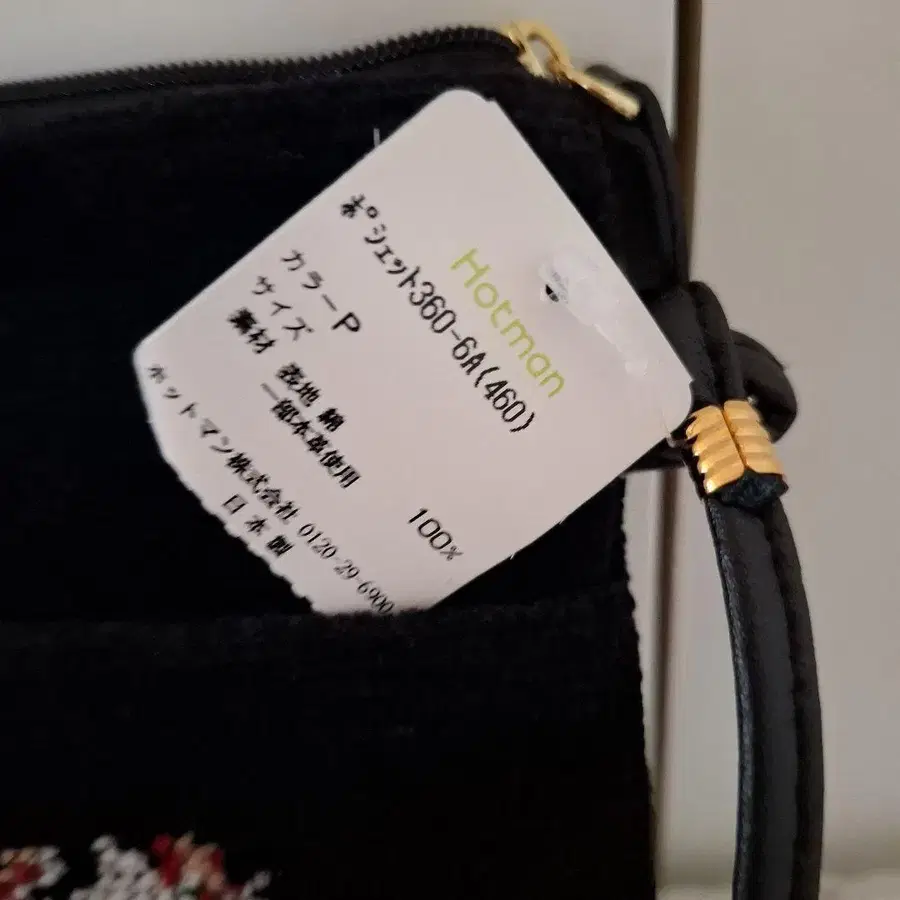 Hotman
ポシェット360-6A(460)
カラー P
サイズ
素材 表地 綿 100%
一部本革使用
ホットマン株式会社 0120-29-6900
日本製